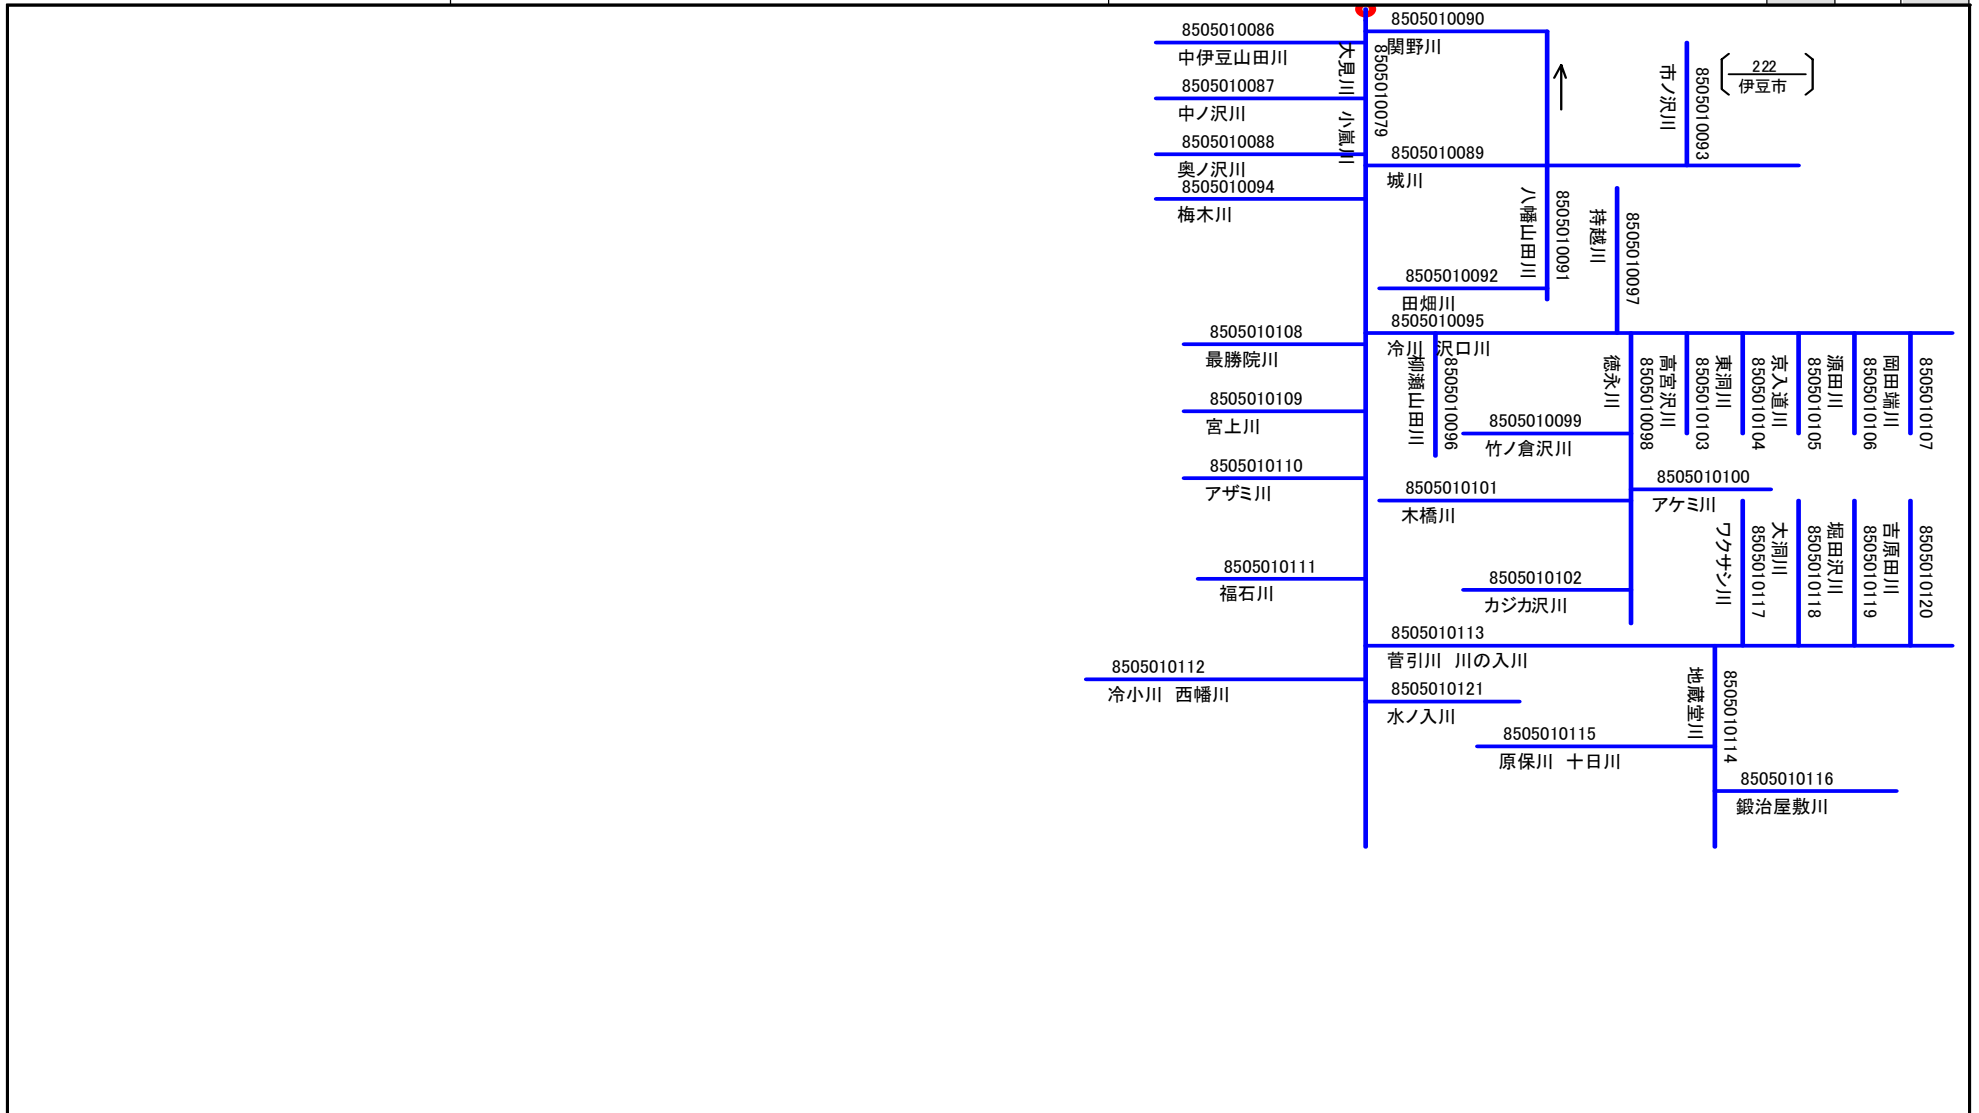 8505010086
中伊豆山田川
8505010087
中ノ沢川
8505010088
奥ノ沢川
8505010094
梅木川
大見川　小嵐川
8505010079
8505010090
関野川
8505010089
城川
八幡山田川
8505010091
市ノ沢川
8505010093
222
伊豆市
持越川
8505010097
8505010092
田畑川
8505010095
冷川　沢口川
8505010108
最勝院川
8505010109
宮上川
8505010110
アザミ川
8505010111
福石川
8505010112
冷小川　西幡川
柳瀬山田川
8505010096
徳永川
8505010098
高宮沢川
8505010103
東洞川
8505010104
京入道川
8505010105
源田川
8505010106
岡田端川
8505010107
8505010099
竹ノ倉沢川
8505010100
アケミ川
8505010101
木橋川
8505010102
カジカ沢川
ワクサシ川
8505010117
大洞川
8505010118
堀田沢川
8505010119
吉原田川
8505010120
8505010113
菅引川　川の入川
8505010121
水ノ入川
地蔵堂川
8505010114
8505010115
原保川　十日川
8505010116
鍛冶屋敷川